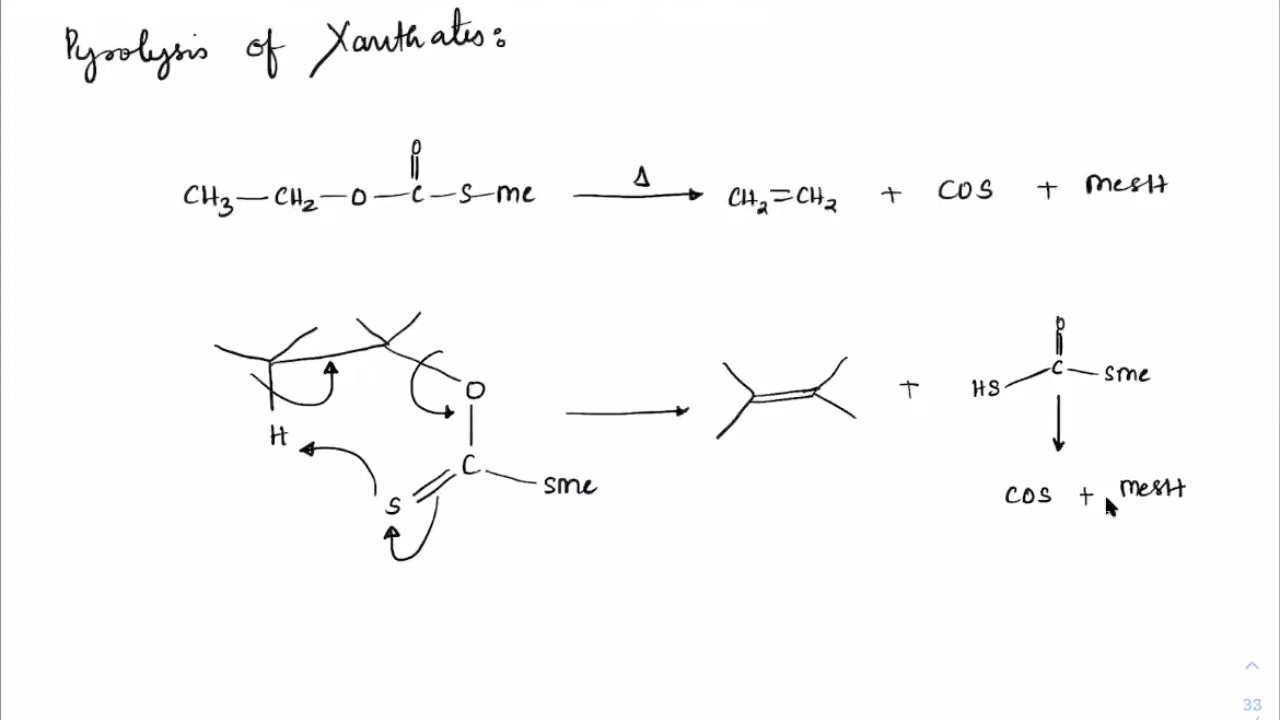 Pyrolysis of Xanthates:
O
CH3—CH2—O—C—S—Me Δ CH2=CH2 + COS + MeSH
O
O HS C SMe
H +
C
S SMe
COS + MeSH
33